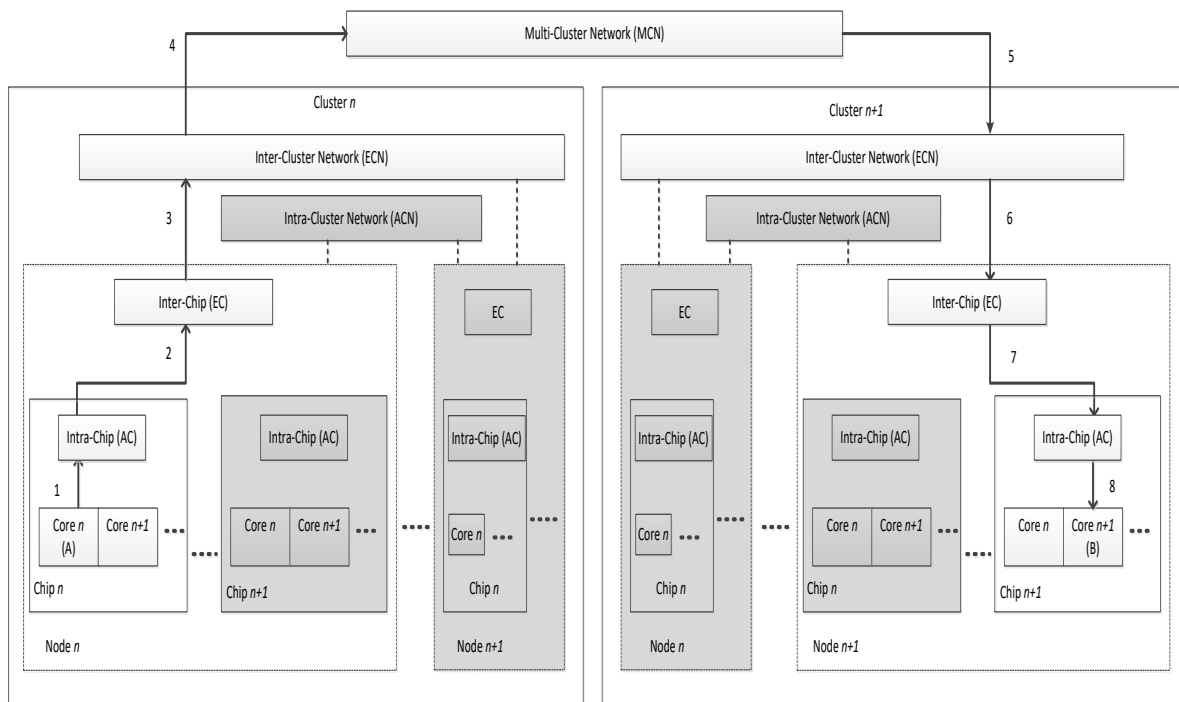 4
Multi-Cluster Network (MCN)
5
Cluster n
Cluster n+1
Inter-Cluster Network (ECN)
Inter-Cluster Network (ECN)
3
Intra-Cluster Network (ACN)
Intra-Cluster Network (ACN)
6
Inter-Chip (EC)
EC
EC
Inter-Chip (EC)
2
7
Intra-Chip (AC)
Intra-Chip (AC)
Intra-Chip (AC)
Intra-Chip (AC)
Intra-Chip (AC)
Intra-Chip (AC)
1
8
Core n
(A)
Core n+1
Core n
Core n+1
Core n
Core n
Core n
Core n+1
Core n
Core n+1
(B)
Chip n
Chip n+1
Chip n
Chip n
Chip n
Chip n+1
Node n
Node n+1
Node n
Node n+1